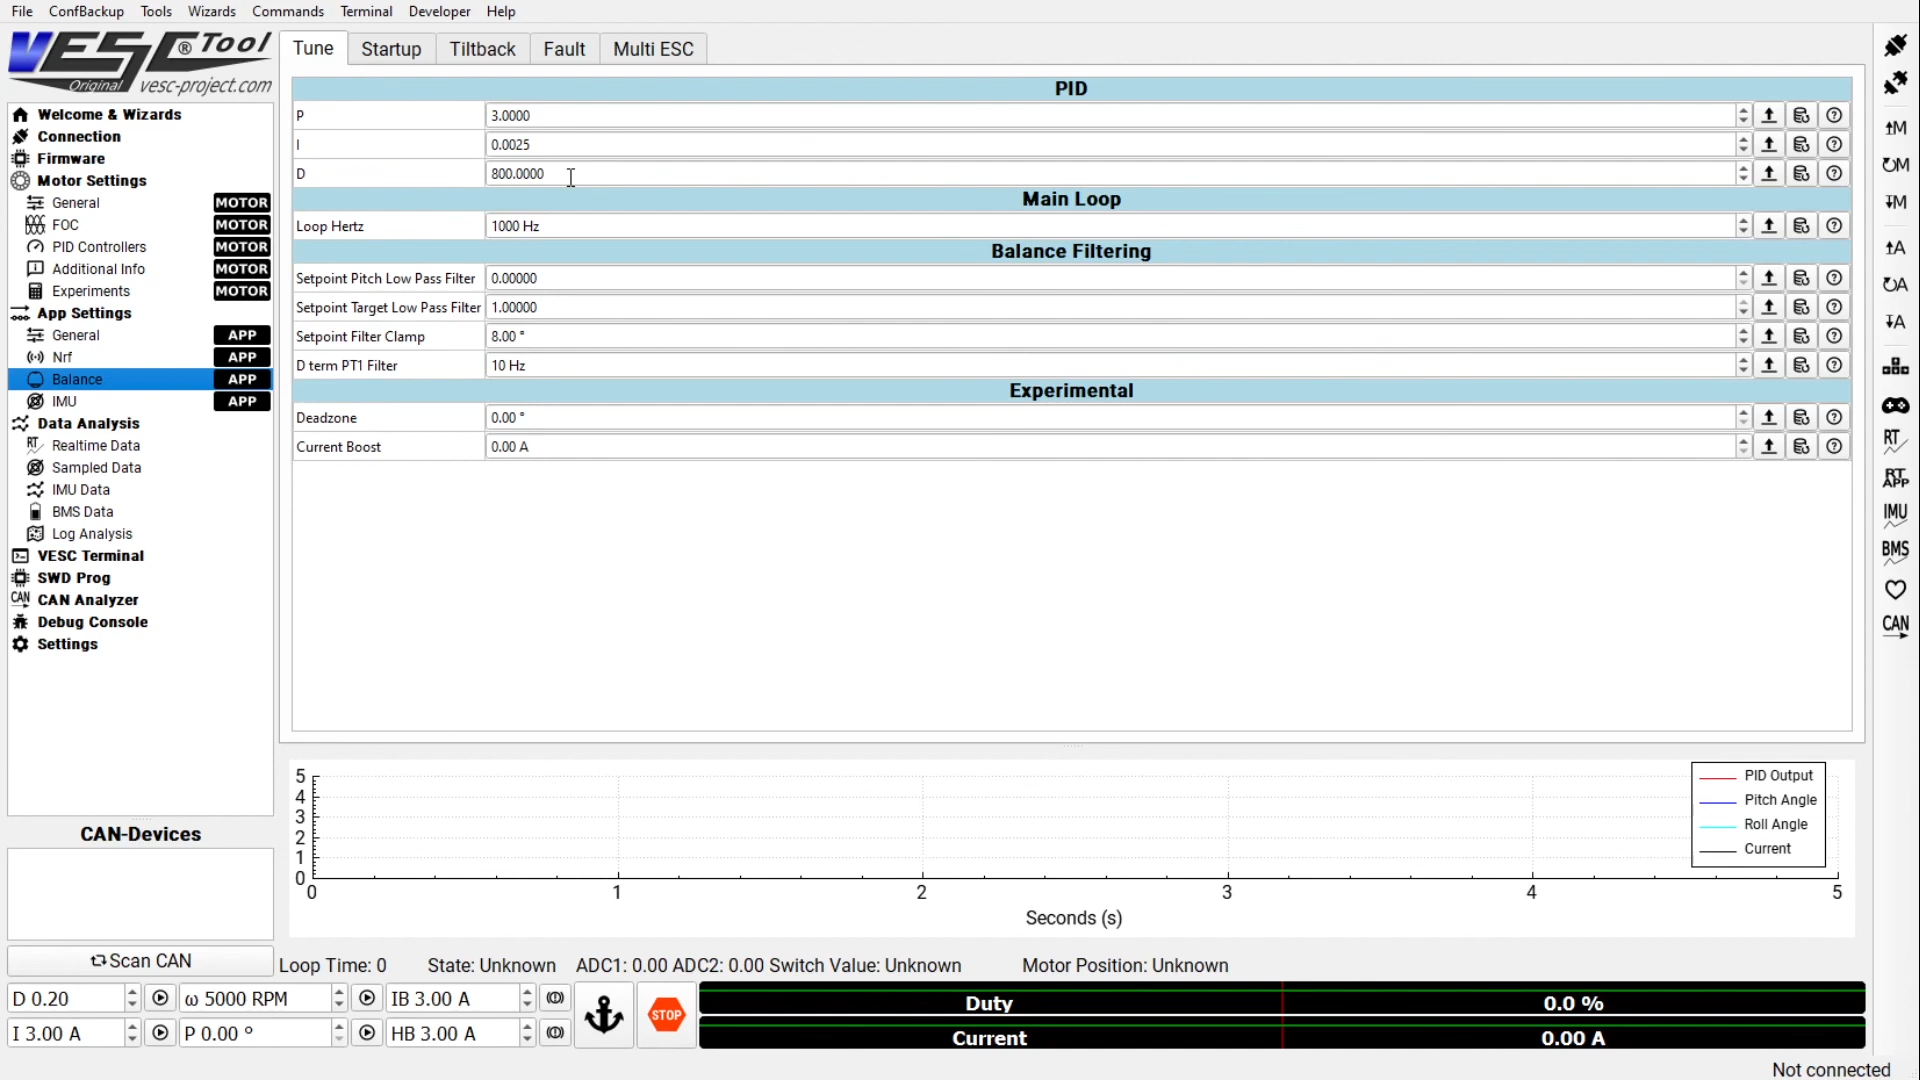 File ConfBackup Tools Wizards Commands Terminal Developer Help
VESC® Tool
Original vesc-project.com
Welcome & Wizards
Connection
Firmware
Motor Settings
General MOTOR
FOC MOTOR
PID Controllers MOTOR
Additional Info MOTOR
Experiments MOTOR
App Settings
General APP
Nrf APP
Balance APP
IMU APP
Data Analysis
RT Realtime Data
Sampled Data
IMU Data
BMS Data
Log Analysis
VESC Terminal
SWD Prog
CAN CAN Analyzer
Debug Console
Settings
CAN-Devices
Scan CAN
Tune Startup Tiltback Fault Multi ESC
PID
P 3.0000
I 0.0025
D 800.0000
Main Loop
Loop Hertz 1000 Hz
Balance Filtering
Setpoint Pitch Low Pass Filter 0.00000
Setpoint Target Low Pass Filter 1.00000
Setpoint Filter Clamp 8.00 °
D term PT1 Filter 10 Hz
Experimental
Deadzone 0.00 °
Current Boost 0.00 A
5
4
3
2
1
0
0 1 2 3 4 5
Seconds (s)
PID Output
Pitch Angle
Roll Angle
Current
Loop Time: 0 State: Unknown ADC1: 0.00 ADC2: 0.00 Switch Value: Unknown Motor Position: Unknown
D 0.20 ω 5000 RPM IB 3.00 A
I 3.00 A P 0.00 ° HB 3.00 A
STOP
Duty 0.0 %
Current 0.00 A
M
M
M
A
A
A
RT
RT
APP
IMU
BMS
CAN
Not connected